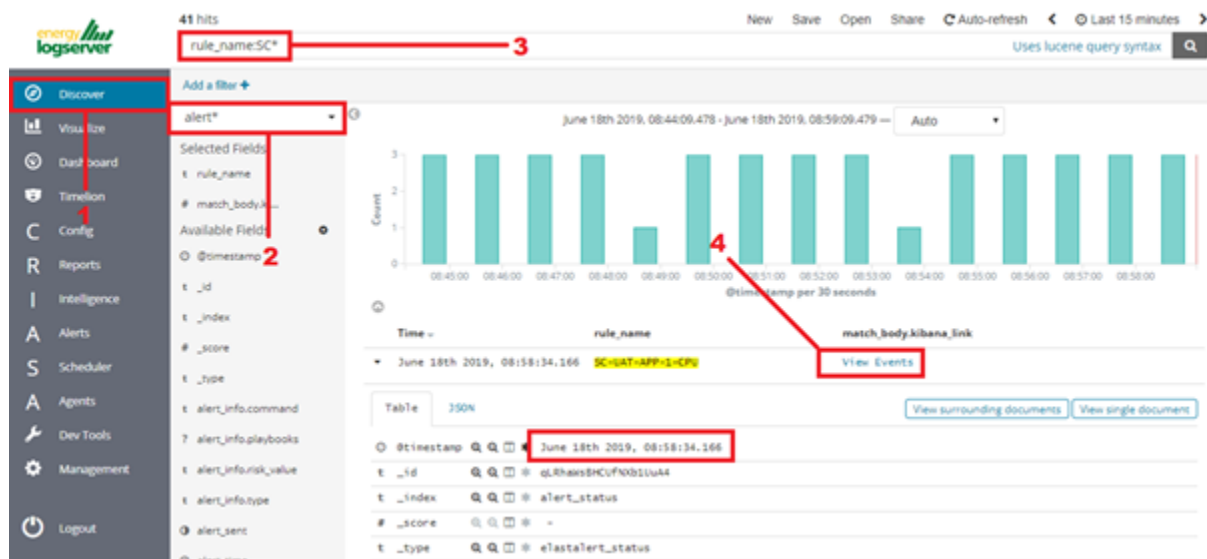 energy
logserver
41 hits
New Save Open Share Auto-refresh Last 15 minutes
rule_name:SC*
3
Uses lucene query syntax
Discover
Visualize
Dashboard
Timelion
1
Config
Reports
Intelligence
Alerts
Scheduler
Agents
Dev Tools
Management
Logout
Add a filter
alert*
Selected Fields
t rule_name
# match_body.ki...
Available Fields
2
@timestamp
t _id
t _index
# _score
t _type
t alert_info.command
? alert_info.playbooks
t alert_info.risk_value
t alert_info.type
alert_sent
June 18th 2019, 08:44:09.478 - June 18th 2019, 08:59:09.479 — Auto
Count
3
2
1
0
4
08:45:00 08:46:00 08:47:00 08:48:00 08:49:00 08:50:00 08:51:00 08:52:00 08:53:00 08:54:00 08:55:00 08:56:00 08:57:00 08:58:00
@timestamp per 30 seconds
Time rule_name match_body.kibana_link
June 18th 2019, 08:58:34.166 SC-UAT-APP-1-CPU View Events
Table JSON
View surrounding documents View single document
@timestamp June 18th 2019, 08:58:34.166
t _id
t _index alert_status
# _score -
t _type elastalert_status